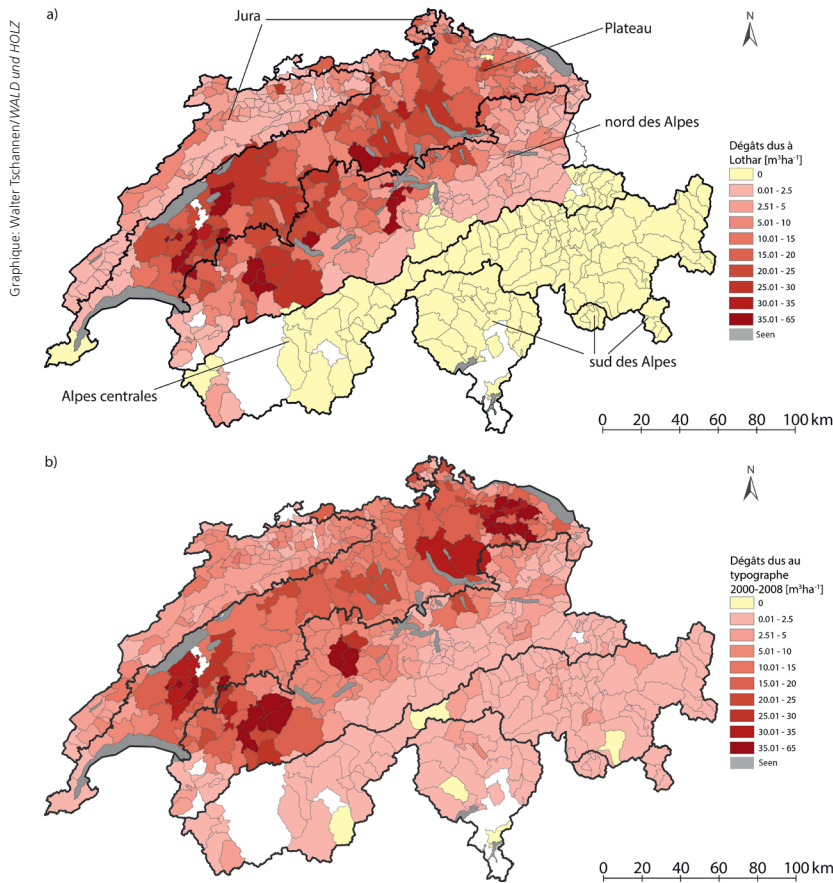 Graphique: Walter Tschannen/WALD und HOLZ
a)
Jura
Plateau
nord des Alpes
Alpes centrales
sud des Alpes
N
Dégâts dus à
Lothar [m³ha⁻¹]
0
0.01 - 2.5
2.51 - 5
5.01 - 10
10.01 - 15
15.01 - 20
20.01 - 25
25.01 - 30
30.01 - 35
35.01 - 65
Seen
0 20 40 60 80 100 km
b)
N
Dégâts dus au
typographe
2000-2008 [m³ha⁻¹]
0
0.01 - 2.5
2.51 - 5
5.01 - 10
10.01 - 15
15.01 - 20
20.01 - 25
25.01 - 30
30.01 - 35
35.01 - 65
Seen
0 20 40 60 80 100 km